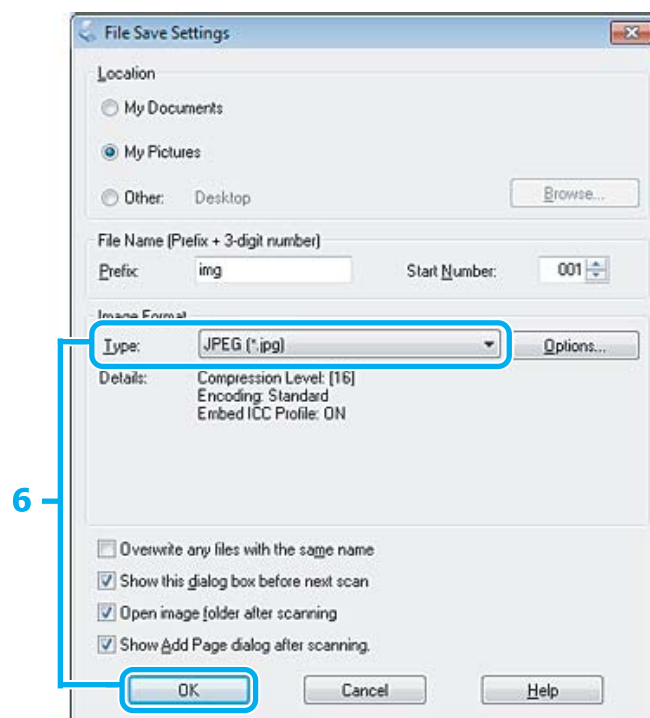 File Save Settings
Location
My Documents
My Pictures
Other: Desktop Browse...
File Name (Prefix + 3-digit number)
Prefix: img Start Number: 001
Image Format
Type: JPEG (*.jpg) Options...
Details: Compression Level: [16]
Encoding: Standard
Embed ICC Profile: ON
6
Overwrite any files with the same name
Show this dialog box before next scan
Open image folder after scanning
Show Add Page dialog after scanning.
OK Cancel Help